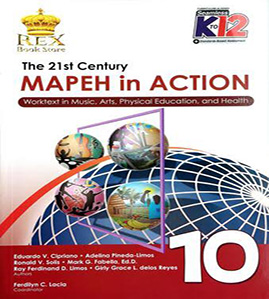 REX
Book Store
K to 12
The 21st Century
MAPEH in ACTION
Worktext in Music, Arts, Physical Education, and Health
Eduardo V. Cipriano • Adelina Pineda-Limos
Ronald V. Solis • Mark G. Fabella, Ed.D.
Roy Ferdinand D. Limos • Girly Grace L. delos Reyes
Authors
Ferdilyn C. Lacia
Coordinator
10